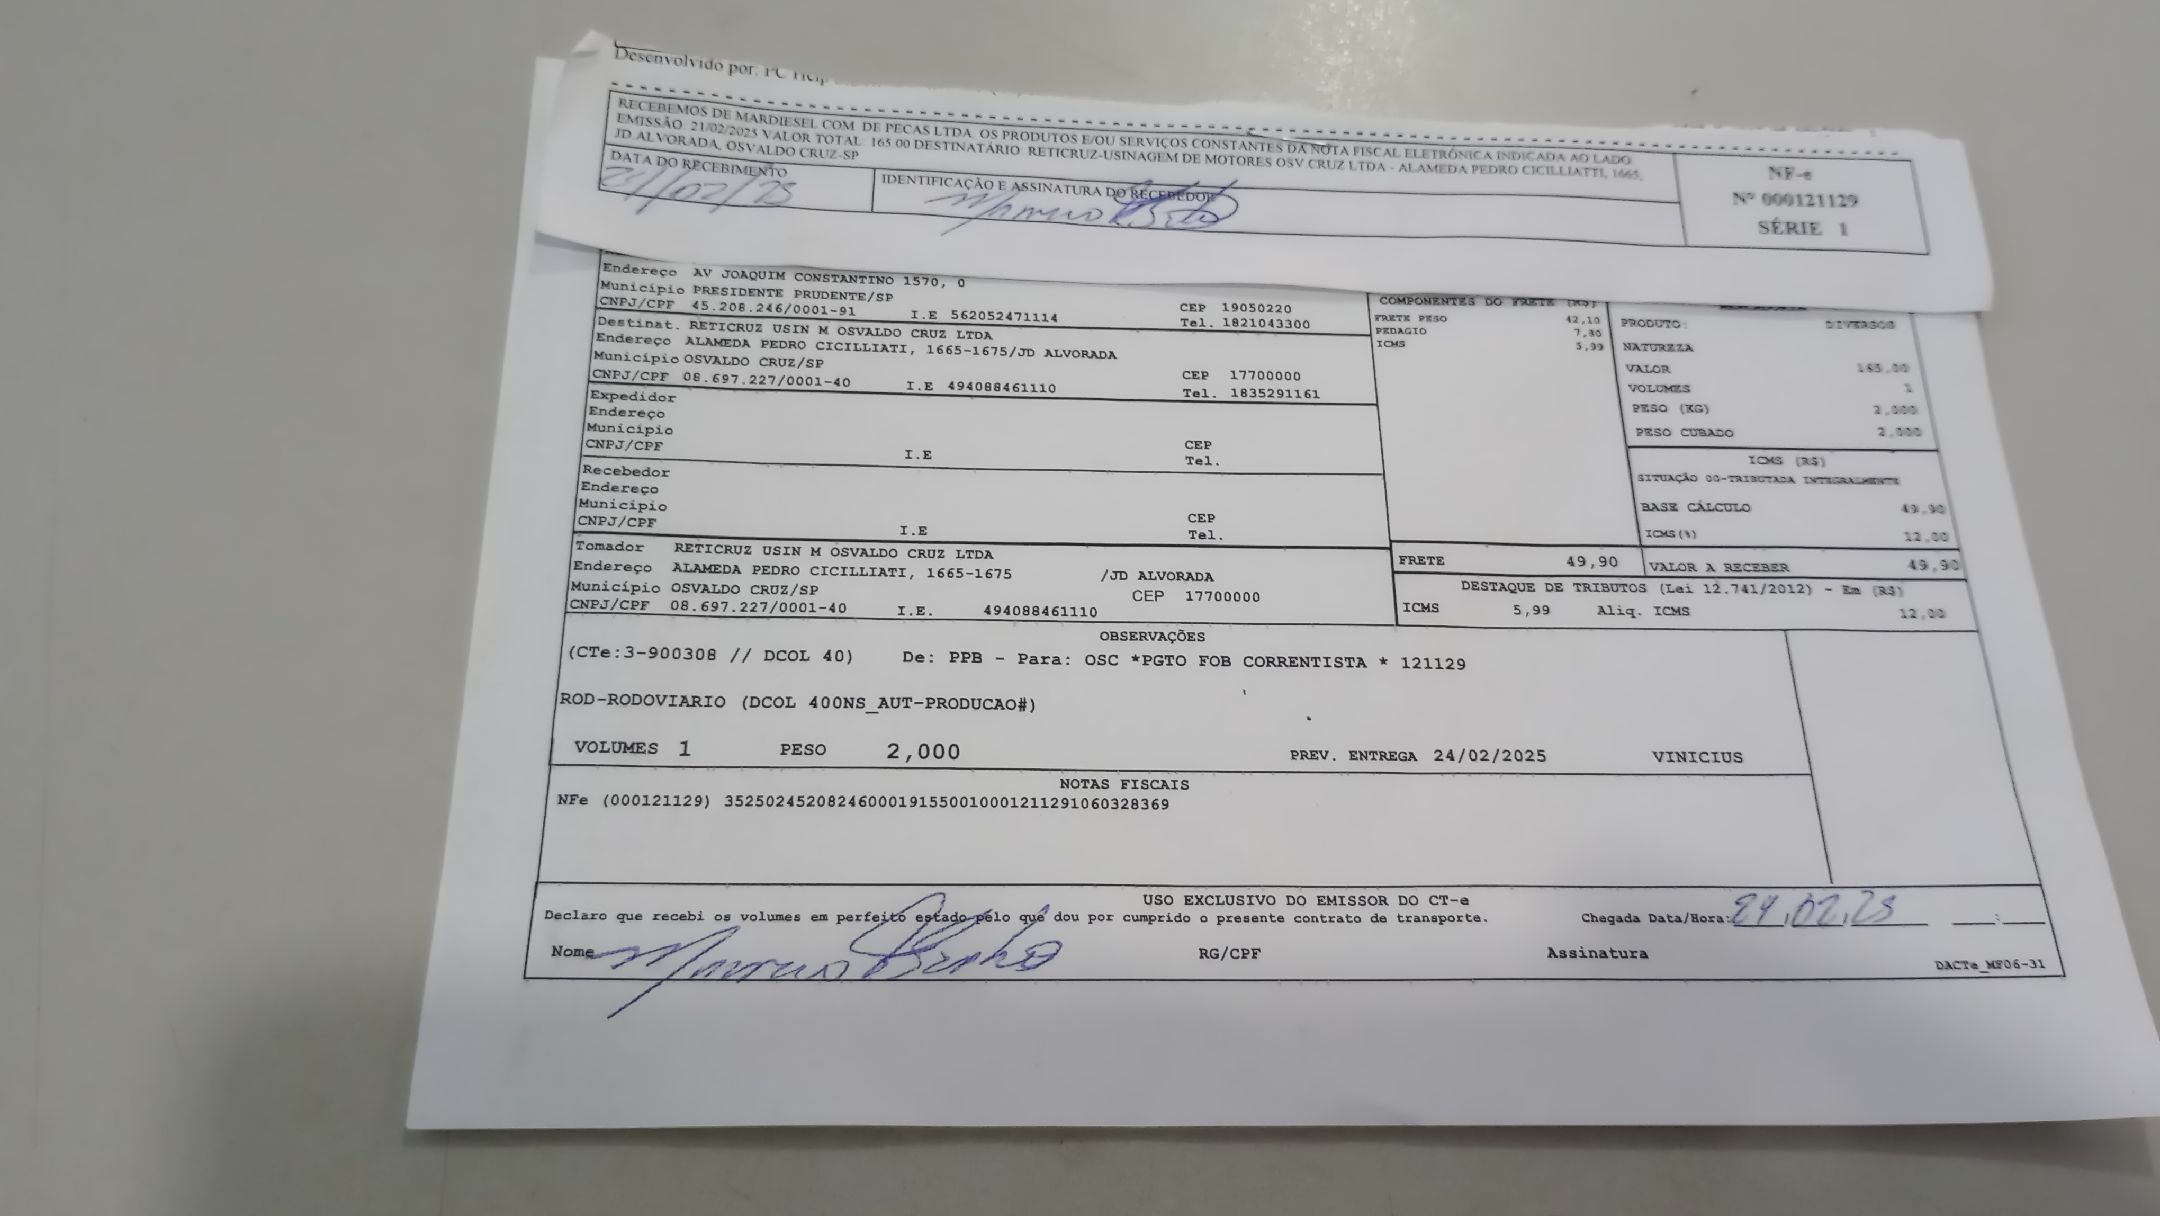 Desenvolvido por: PC Help
RECEBEMOS DE MARDIESEL COM. DE PECAS LTDA. OS PRODUTOS E/OU SERVIÇOS CONSTANTES DA NOTA FISCAL ELETRÔNICA INDICADA AO LADO
EMISSÃO: 21/02/2025 VALOR TOTAL: 165.00 DESTINATÁRIO: RETICRUZ-USINAGEM DE MOTORES OSV CRUZ LTDA - ALAMEDA PEDRO CICILLIATTI, 1665,
JD ALVORADA, OSVALDO CRUZ-SP
DATA DO RECEBIMENTO
24/02/25
IDENTIFICAÇÃO E ASSINATURA DO RECEBEDOR
NF-e
Nº 000121129
SÉRIE 1
Endereço AV JOAQUIM CONSTANTINO 1570, 0
Município PRESIDENTE PRUDENTE/SP CEP 19050220
CNPJ/CPF 45.208.246/0001-91 I.E 562052471114 Tel. 1821043300
Destinat. RETICRUZ USIN M OSVALDO CRUZ LTDA
Endereço ALAMEDA PEDRO CICILLIATI, 1665-1675/JD ALVORADA
Município OSVALDO CRUZ/SP CEP 17700000
CNPJ/CPF 08.697.227/0001-40 I.E 494088461110 Tel. 1835291161
Expedidor
Endereço
Município CEP
CNPJ/CPF I.E Tel.
Recebedor
Endereço
Município CEP
CNPJ/CPF I.E Tel.
Tomador RETICRUZ USIN M OSVALDO CRUZ LTDA
Endereço ALAMEDA PEDRO CICILLIATI, 1665-1675 /JD ALVORADA
Município OSVALDO CRUZ/SP CEP 17700000
CNPJ/CPF 08.697.227/0001-40 I.E. 494088461110
COMPONENTES DO FRETE (R$)
FRETE PESO 42,10
PEDAGIO 7,80
ICMS 5,99
PRODUTO: DIVERSOS
NATUREZA
VALOR 165,00
VOLUMES 1
PESO (KG) 2,000
PESO CUBADO 2,000
ICMS (R$)
SITUAÇÃO 00-TRIBUTADA INTEGRALMENTE
BASE CÁLCULO 49,90
ICMS(%) 12,00
FRETE 49,90 VALOR A RECEBER 49,90
DESTAQUE DE TRIBUTOS (Lei 12.741/2012) - Em (R$)
ICMS 5,99 Aliq. ICMS 12,00
OBSERVAÇÕES
(CTe:3-900308 // DCOL 40) De: PPB - Para: OSC *PGTO FOB CORRENTISTA * 121129
ROD-RODOVIARIO (DCOL 400NS_AUT-PRODUCAO#)
VOLUMES 1 PESO 2,000 PREV. ENTREGA 24/02/2025 VINICIUS
NOTAS FISCAIS
NFe (000121129) 35250245208246000191550010001211291060328369
USO EXCLUSIVO DO EMISSOR DO CT-e
Declaro que recebi os volumes em perfeito estado pelo que dou por cumprido o presente contrato de transporte. Chegada Data/Hora: 24,02,25 __:__
Nome RG/CPF Assinatura
DACTe_MF06-31